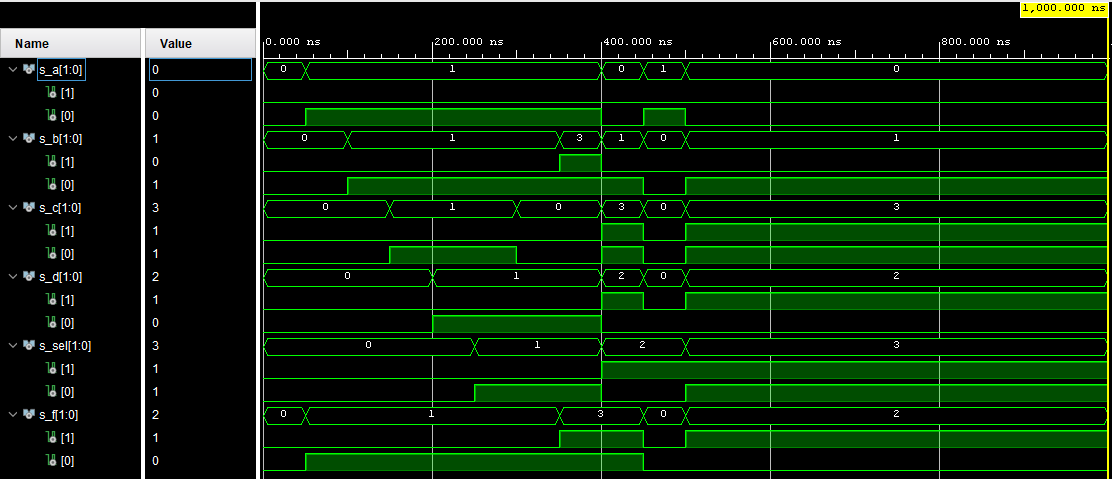 1,000.000 ns
Name Value
0.000 ns 200.000 ns 400.000 ns 600.000 ns 800.000 ns
s_a[1:0] 0 0 1 0 1 0
[1] 0
[0] 0
s_b[1:0] 1 0 1 3 1 0 1
[1] 0
[0] 1
s_c[1:0] 3 0 1 0 3 0 3
[1] 1
[0] 1
s_d[1:0] 2 0 1 2 0 2
[1] 1
[0] 0
s_sel[1:0] 3 0 1 2 3
[1] 1
[0] 1
s_f[1:0] 2 0 1 3 0 2
[1] 1
[0] 0